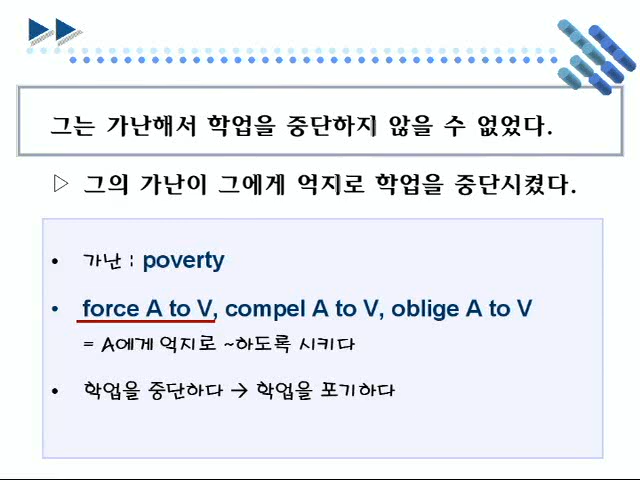 그는 가난해서 학업을 중단하지 않을 수 없었다.
▷ 그의 가난이 그에게 억지로 학업을 중단시켰다.
• 가난 : poverty
• force A to V, compel A to V, oblige A to V
= A에게 억지로 ~하도록 시키다
• 학업을 중단하다 → 학업을 포기하다